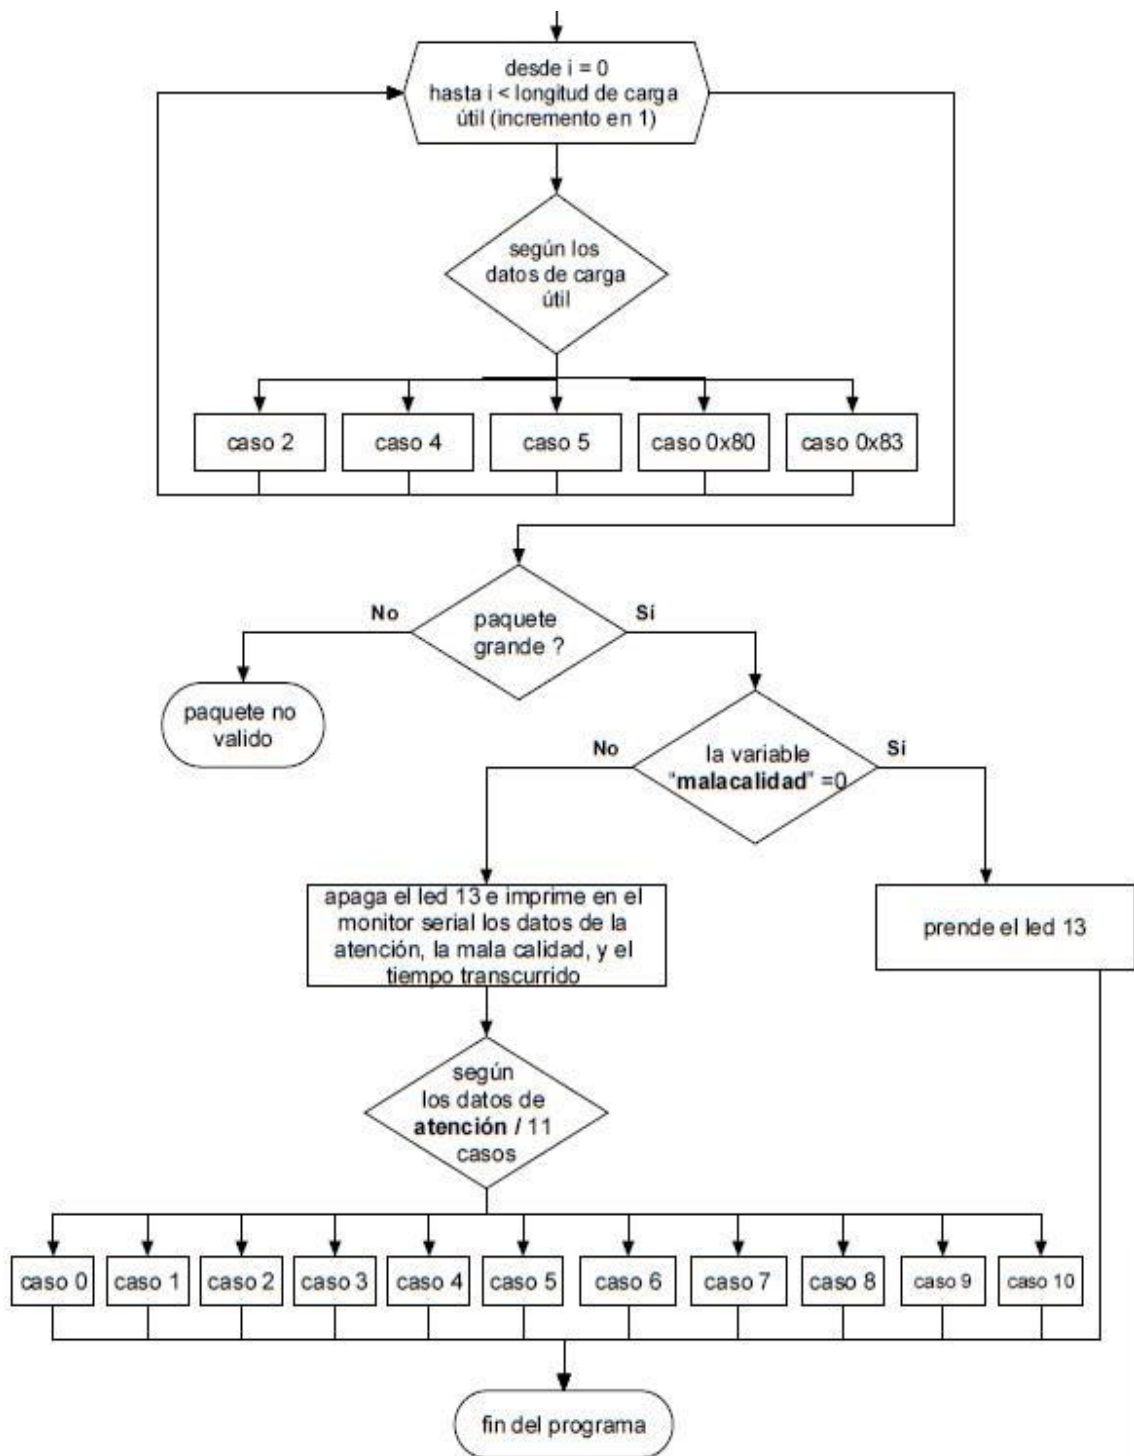 desde i = 0
hasta i < longitud de carga
útil (incremento en 1)
según los
datos de carga
útil
caso 2
caso 4
caso 5
caso 0x80
caso 0x83
No
paquete
grande ?
Sí
paquete no
valido
No
la variable
"malacalidad" =0
Si
apaga el led 13 e imprime en el
monitor serial los datos de la
atención, la mala calidad, y el
tiempo transcurrido
prende el led 13
según
los datos de
atención / 11
casos
caso 0
caso 1
caso 2
caso 3
caso 4
caso 5
caso 6
caso 7
caso 8
caso 9
caso 10
fin del programa